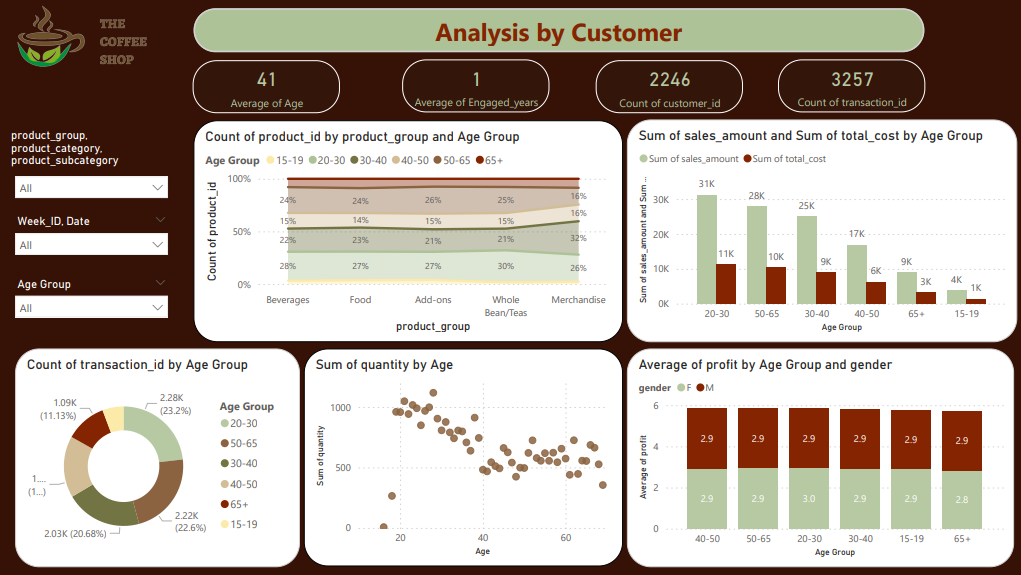 THE
COFFEE
SHOP
Analysis by Customer
41
Average of Age
1
Average of Engaged_years
2246
Count of customer_id
3257
Count of transaction_id
product_group,
product_category,
product_subcategory
All
Week_ID, Date
All
Age Group
All
Count of product_id by product_group and Age Group
Age Group 15-19 20-30 30-40 40-50 50-65 65+
Count of product_id
100%
50%
0%
24% 24% 26% 25% 16%
15% 14% 15% 15% 16%
22% 23% 21% 21% 32%
28% 27% 27% 30% 26%
Beverages Food Add-ons Whole Bean/Teas Merchandise
product_group
Sum of sales_amount and Sum of total_cost by Age Group
Sum of sales_amount Sum of total_cost
Sum of sales_amount and Sum ...
30K
20K
10K
0K
31K 28K 25K 17K 9K 4K
11K 10K 9K 6K 3K 1K
20-30 50-65 30-40 40-50 65+ 15-19
Age Group
Count of transaction_id by Age Group
1.09K
(11.13%)
2.28K
(23.2%)
1....
(1...)
2.22K
(22.6%)
2.03K (20.68%)
Age Group
20-30
50-65
30-40
40-50
65+
15-19
Sum of quantity by Age
Sum of quantity
1000
500
0
20 40 60
Age
Average of profit by Age Group and gender
gender F M
Average of profit
6
4
2
0
2.9 2.9 2.9 2.9 2.9 2.9
2.9 2.9 3.0 2.9 2.9 2.8
40-50 50-65 20-30 30-40 15-19 65+
Age Group